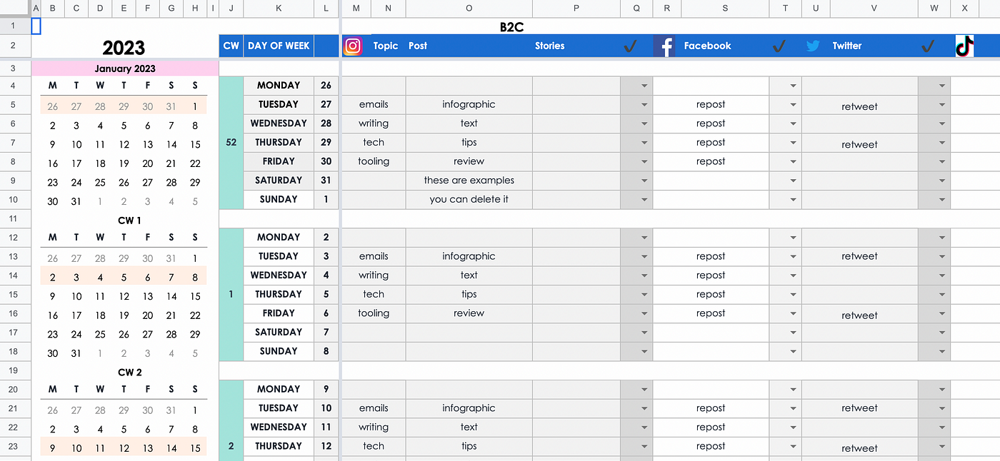 A B C D E F G H I J K L M N O P Q R S T U V W X
1 B2C
2 2023 CW DAY OF WEEK Topic Post Stories ✓ f Facebook ✓ Twitter ✓
3 January 2023
4 M T W T F S S MONDAY 26
5 26 27 28 29 30 31 1 TUESDAY 27 emails infographic repost retweet
6 2 3 4 5 6 7 8 WEDNESDAY 28 writing text repost
7 9 10 11 12 13 14 15 52 THURSDAY 29 tech tips repost retweet
8 16 17 18 19 20 21 22 FRIDAY 30 tooling review repost
9 23 24 25 26 27 28 29 SATURDAY 31 these are examples
10 30 31 1 2 3 4 5 SUNDAY 1 you can delete it
11 CW 1
12 M T W T F S S MONDAY 2
13 26 27 28 29 30 31 1 TUESDAY 3 emails infographic repost retweet
14 2 3 4 5 6 7 8 WEDNESDAY 4 writing text repost
15 9 10 11 12 13 14 15 1 THURSDAY 5 tech tips repost
16 16 17 18 19 20 21 22 FRIDAY 6 tooling review repost retweet
17 23 24 25 26 27 28 29 SATURDAY 7
18 30 31 1 2 3 4 5 SUNDAY 8
19 CW 2
20 M T W T F S S MONDAY 9
21 26 27 28 29 30 31 1 TUESDAY 10 emails infographic repost retweet
22 2 3 4 5 6 7 8 WEDNESDAY 11 writing text repost
23 9 10 11 12 13 14 15 2 THURSDAY 12 tech tips repost retweet